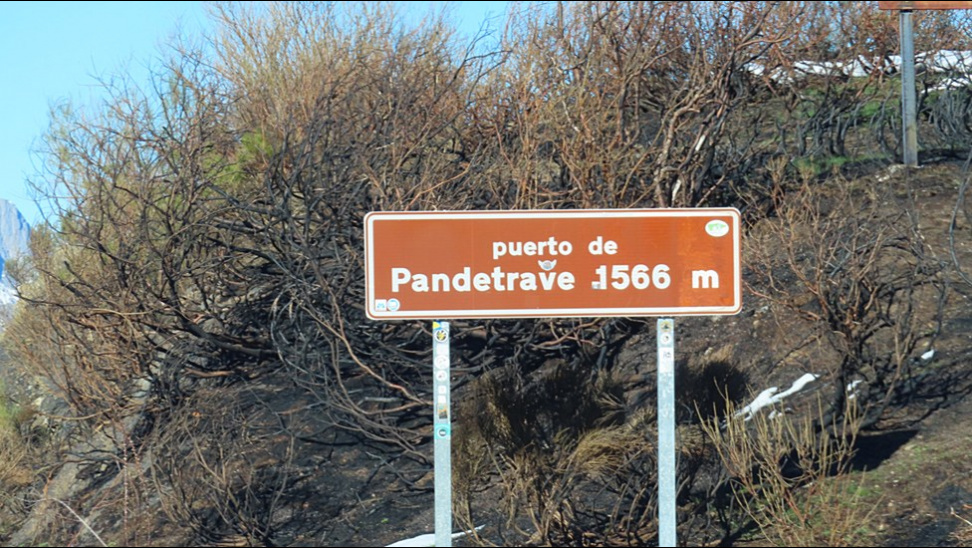 puerto de
Pandetrave 1566 m